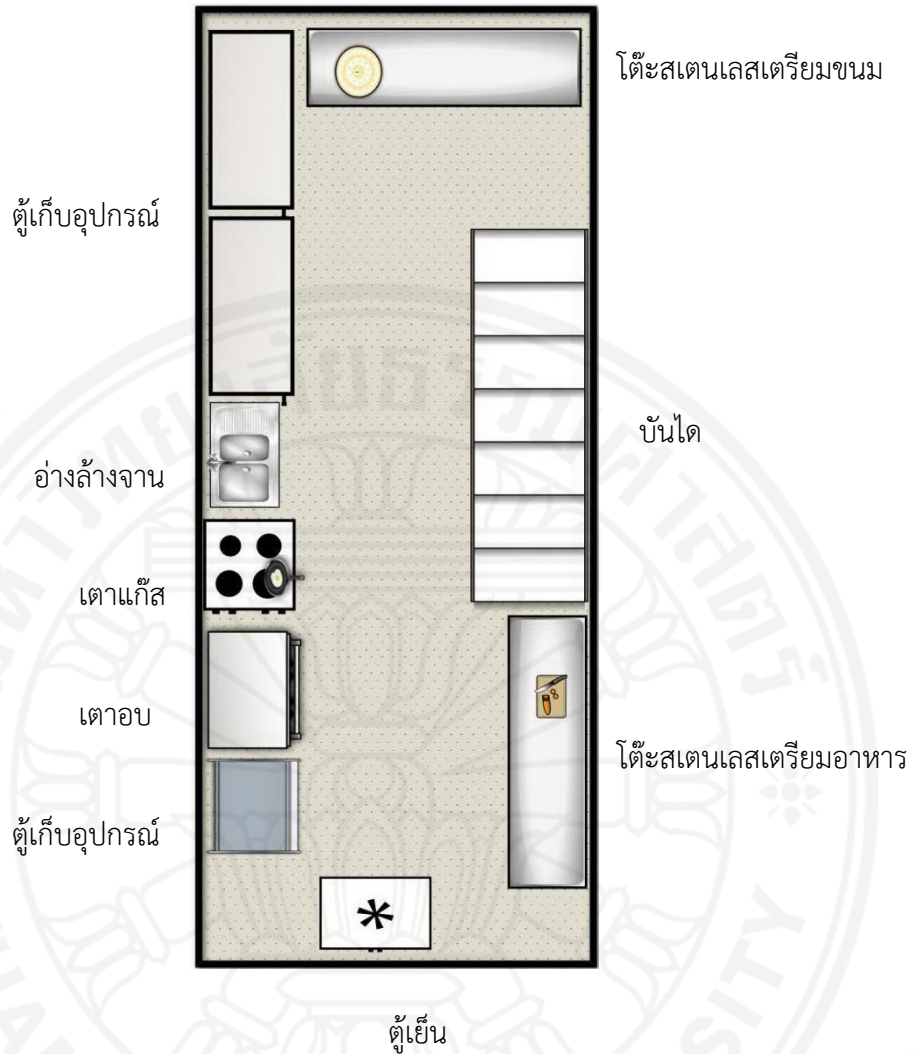 โต๊ะสเตนเลสเตรียมขนม
ตู้เก็บอุปกรณ์
บันได
อ่างล้างจาน
เตาแก๊ส
เตาอบ
โต๊ะสเตนเลสเตรียมอาหาร
ตู้เก็บอุปกรณ์
*
ตู้เย็น